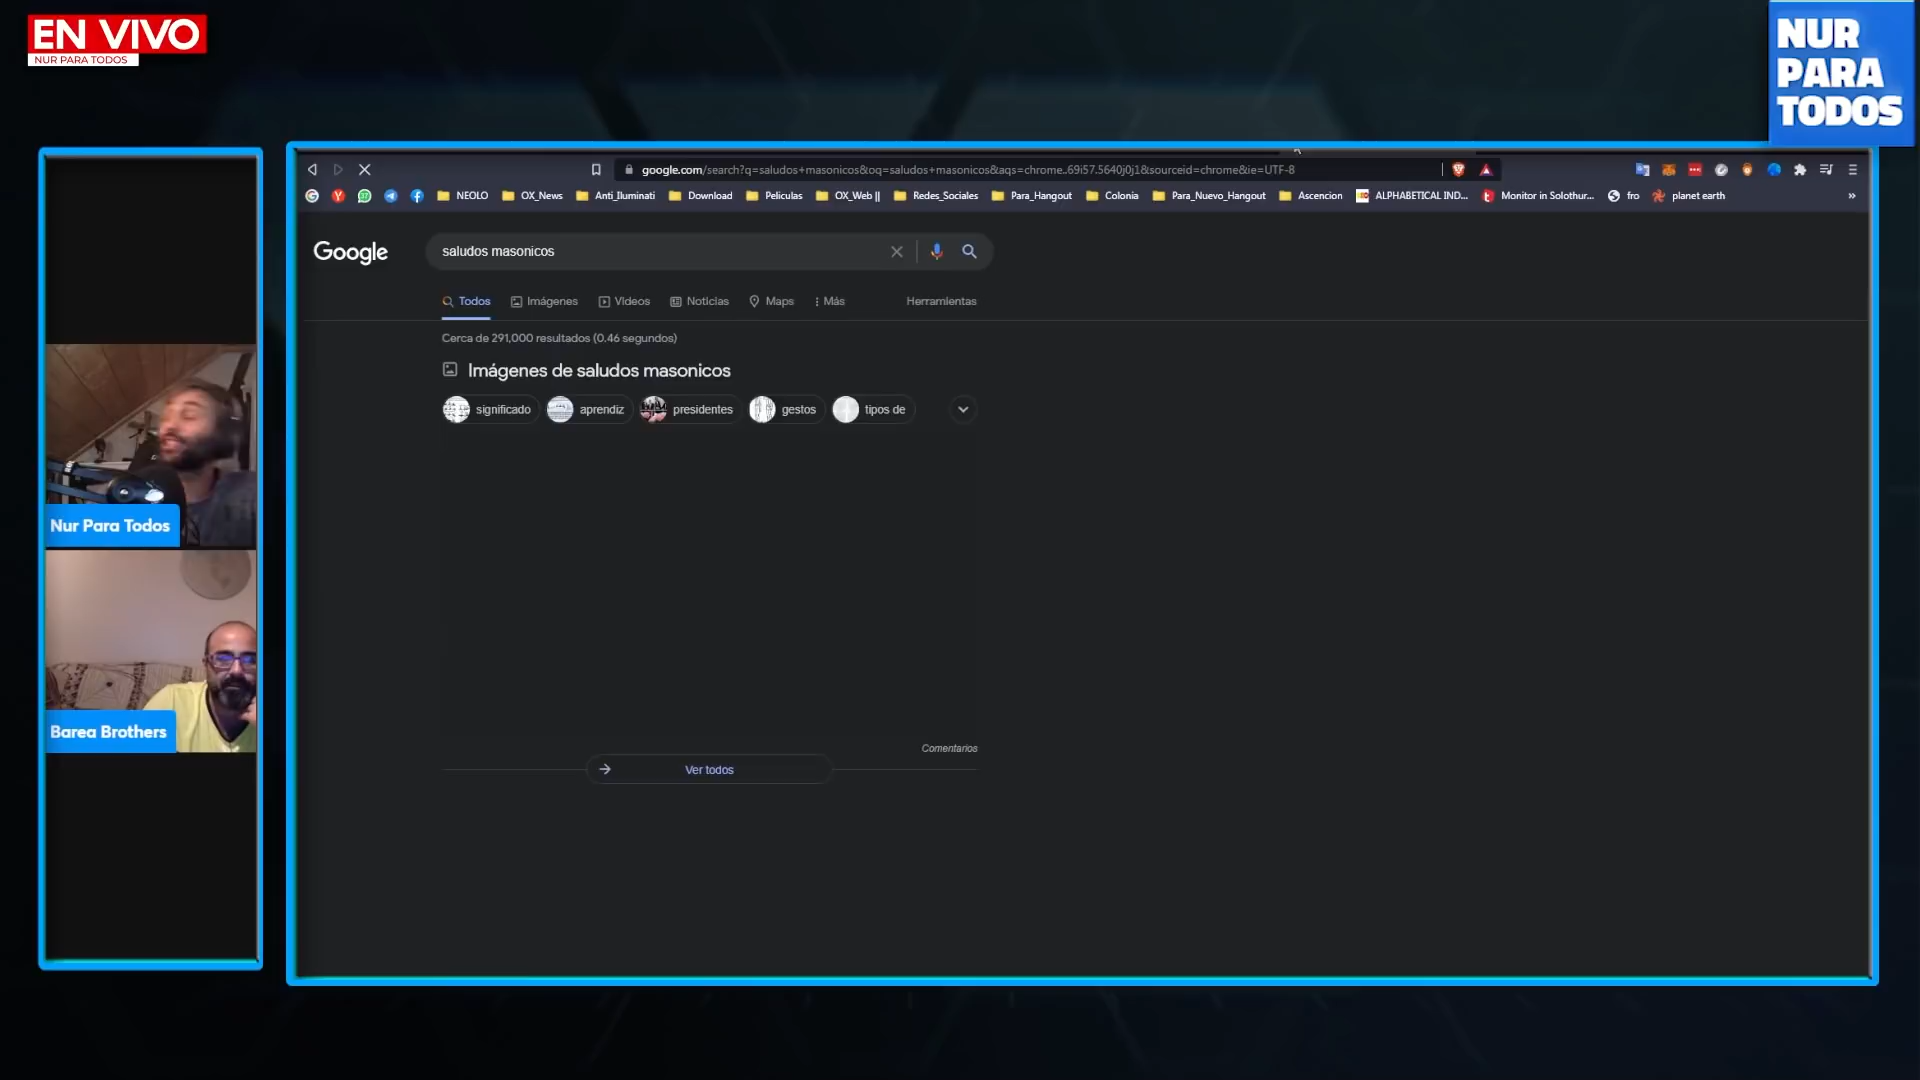 EN VIVO
NUR PARA TODOS
NUR
PARA
TODOS
google.com/search?q=saludos+masonicos&oq=saludos+masonicos&aqs=chrome..69i57.5640j0j1&sourceid=chrome&ie=UTF-8
NEOLO OX_News Anti_Iluminati Download Peliculas OX_Web || Redes_Sociales Para_Hangout Colonia Para_Nuevo_Hangout Ascencion ALPHABETICAL IND... Monitor in Solothur... fro planet earth »
Google saludos masonicos
Todos Imágenes Videos Noticias Maps Más Herramientas
Cerca de 291,000 resultados (0.46 segundos)
Imágenes de saludos masonicos
significado aprendiz presidentes gestos tipos de
Nur Para Todos
Barea Brothers
Comentarios
Ver todos